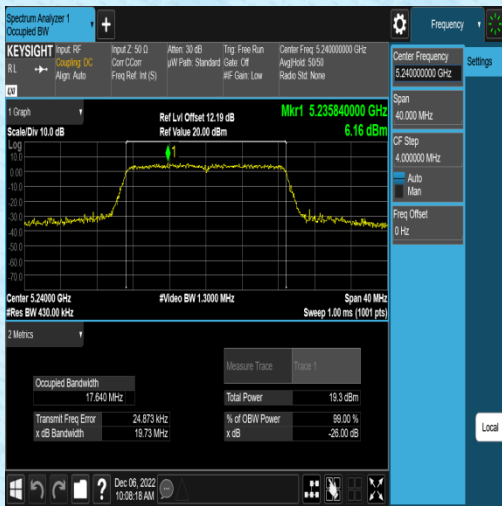 Spectrum Analyzer 1
Occupied BW
+
Frequency
KEYSIGHT
RL
LXI
Input: RF
Coupling: DC
Align: Auto
Input Z: 50 Ω
Corr CCorr
Freq Ref: Int (S)
Atten: 30 dB
µW Path: Standard
Trig: Free Run
Gate: Off
#IF Gain: Low
Center Freq: 5.240000000 GHz
Avg|Hold: 50/50
Radio Std: None
Center Frequency
5.240000000 GHz
Settings
Span
40.000 MHz
CF Step
4.000000 MHz
Auto
Man
Freq Offset
0 Hz
Local
1 Graph
Scale/Div 10.0 dB
Ref Lvl Offset 12.19 dB
Ref Value 20.00 dBm
Mkr1 5.235840000 GHz
6.16 dBm
Log
10.0
0.00
-10.0
-20.0
-30.0
-40.0
-50.0
-60.0
-70.0
1
Center 5.24000 GHz
#Res BW 430.00 kHz
#Video BW 1.3000 MHz
Span 40 MHz
Sweep 1.00 ms (1001 pts)
2 Metrics
Measure Trace
Trace 1
Occupied Bandwidth
17.640 MHz
Total Power
19.3 dBm
Transmit Freq Error
24.873 kHz
% of OBW Power
99.00 %
x dB Bandwidth
19.73 MHz
x dB
-26.00 dB
?
Dec 06, 2022
10:08:18 AM